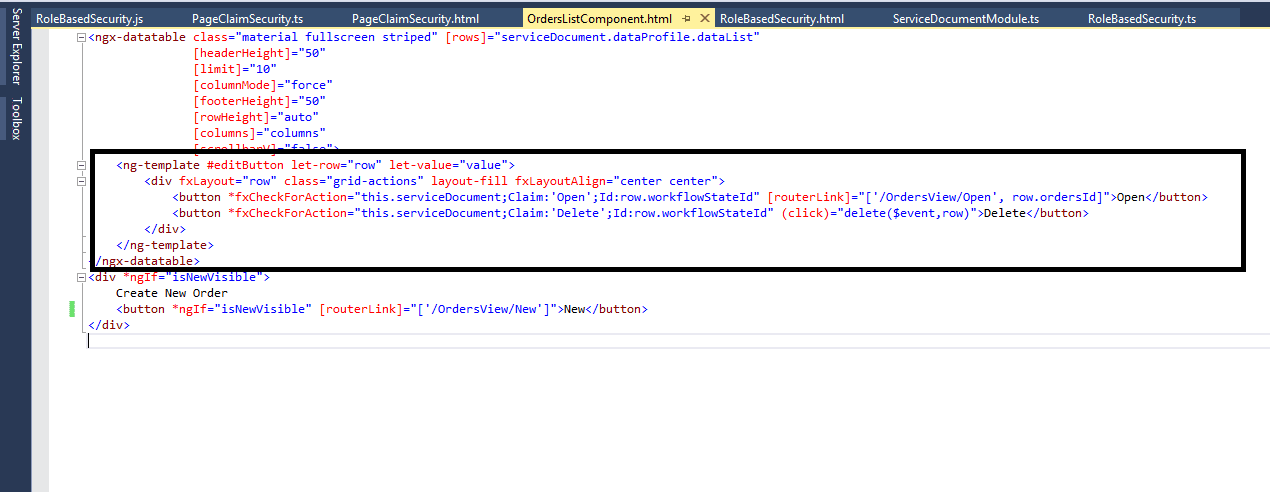 Server Explorer
Toolbox
RoleBasedSecurity.js PageClaimSecurity.ts PageClaimSecurity.html OrdersListComponent.html RoleBasedSecurity.html ServiceDocumentModule.ts RoleBasedSecurity.ts
<ngx-datatable class="material fullscreen striped" [rows]="serviceDocument.dataProfile.dataList"
[headerHeight]="50"
[limit]="10"
[columnMode]="force"
[footerHeight]="50"
[rowHeight]="auto"
[columns]="columns"
[scrollbarV]="false">
<ng-template #editButton let-row="row" let-value="value">
<div fxLayout="row" class="grid-actions" layout-fill fxLayoutAlign="center center">
<button *fxCheckForAction="this.serviceDocument;Claim:'Open';Id:row.workflowStateId" [routerLink]="['/OrdersView/Open', row.ordersId]">Open</button>
<button *fxCheckForAction="this.serviceDocument;Claim:'Delete';Id:row.workflowStateId" (click)="delete($event,row)">Delete</button>
</div>
</ng-template>
</ngx-datatable>
<div *ngIf="isNewVisible">
Create New Order
<button *ngIf="isNewVisible" [routerLink]="['/OrdersView/New']">New</button>
</div>